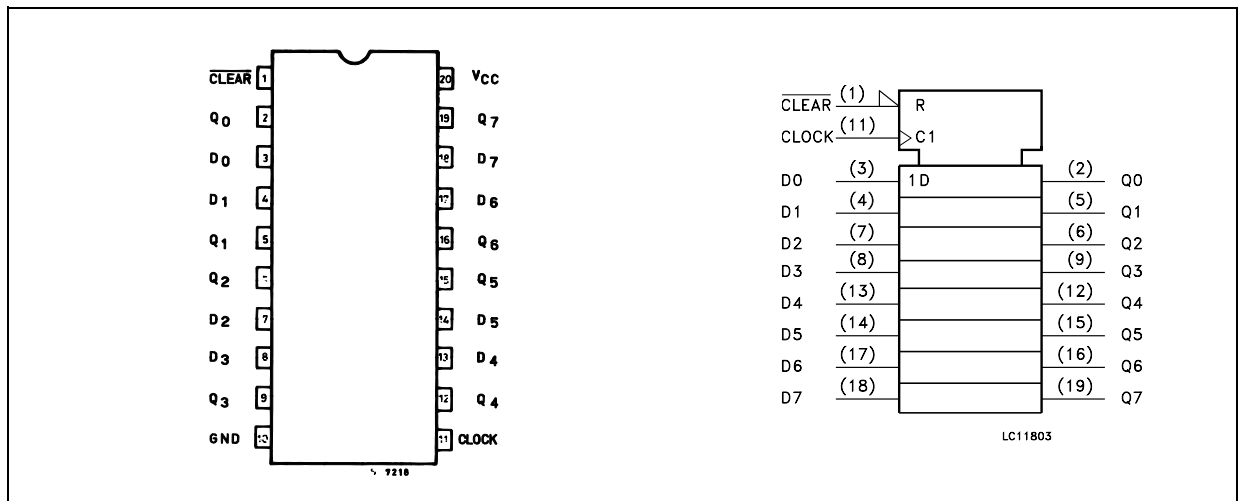 CLEAR 1 20 VCC
Q0 2 19 Q7
D0 3 18 D7
D1 4 17 D6
Q1 5 16 Q6
Q2 15 Q5
D2 7 14 D5
D3 8 13 D4
Q3 9 12 Q4
GND 10 11 CLOCK
7218
CLEAR (1) R
CLOCK (11) C1
D0 (3) 1D (2) Q0
D1 (4) (5) Q1
D2 (7) (6) Q2
D3 (8) (9) Q3
D4 (13) (12) Q4
D5 (14) (15) Q5
D6 (17) (16) Q6
D7 (18) (19) Q7
LC11803